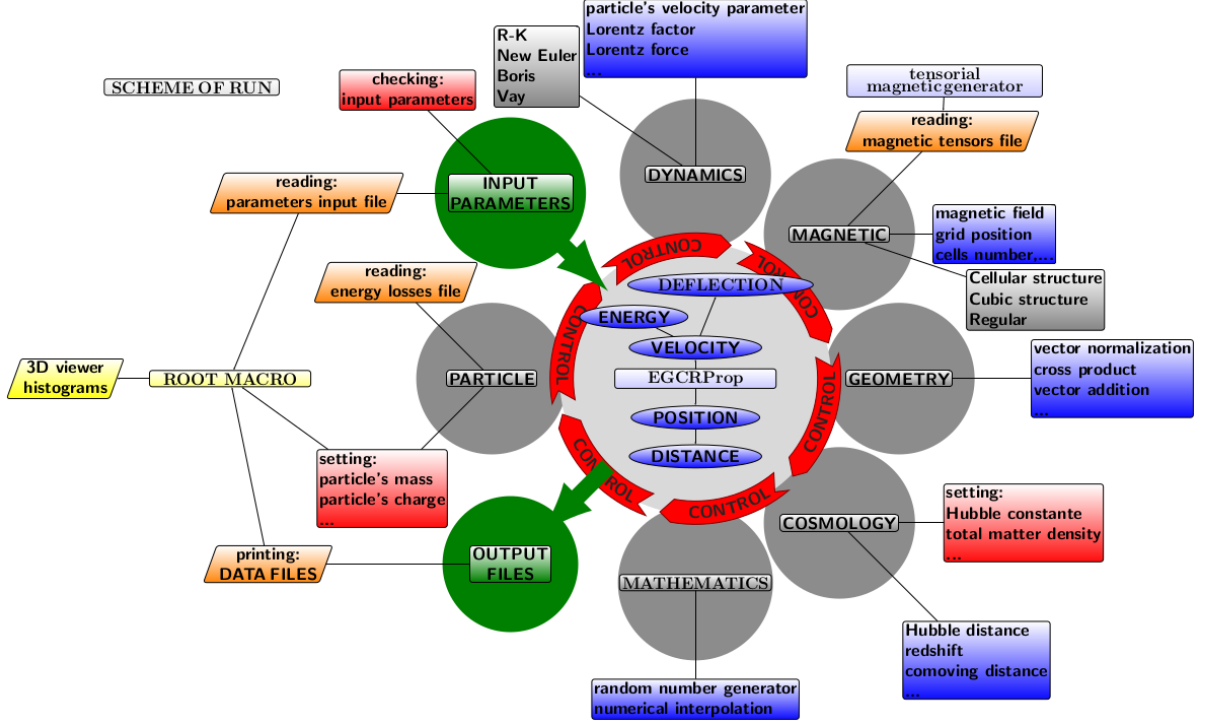 particle's velocity parameter
Lorentz factor
Lorentz force
...
R-K
New Euler
Boris
Vay
SCHEME OF RUN
checking:
input parameters
tensorial
magnetic generator
reading:
magnetic tensors file
DYNAMICS
reading:
parameters input file
INPUT
PARAMETERS
MAGNETIC
magnetic field
grid position
cells number,...
Cellular structure
Cubic structure
Regular
CONTROL
CONTROL
CONTROL
CONTROL
CONTROL
CONTROL
reading:
energy losses file
DEFLECTION
ENERGY
VELOCITY
EGCRProp
POSITION
DISTANCE
3D viewer
histograms
ROOT MACRO
PARTICLE
GEOMETRY
vector normalization
cross product
vector addition
...
setting:
particle's mass
particle's charge
...
COSMOLOGY
setting:
Hubble constante
total matter density
...
printing:
DATA FILES
OUTPUT
FILES
MATHEMATICS
Hubble distance
redshift
comoving distance
...
random number generator
numerical interpolation